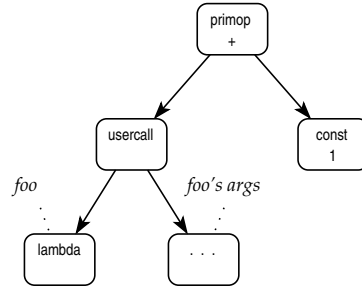 primop
+
usercall
const
1
foo
foo's args
lambda
. . .